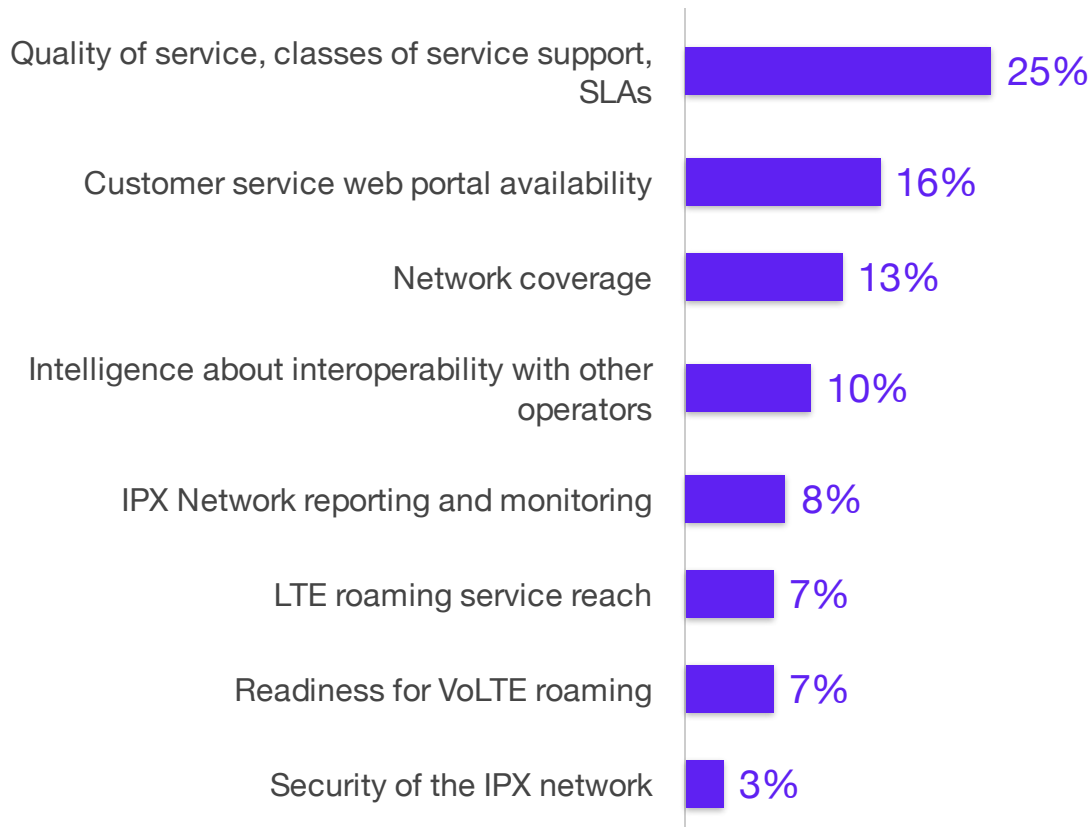 Quality of service, classes of service support,
SLAs
25%
Customer service web portal availability
16%
Network coverage
13%
Intelligence about interoperability with other
operators
10%
IPX Network reporting and monitoring
8%
LTE roaming service reach
7%
Readiness for VoLTE roaming
7%
Security of the IPX network
3%